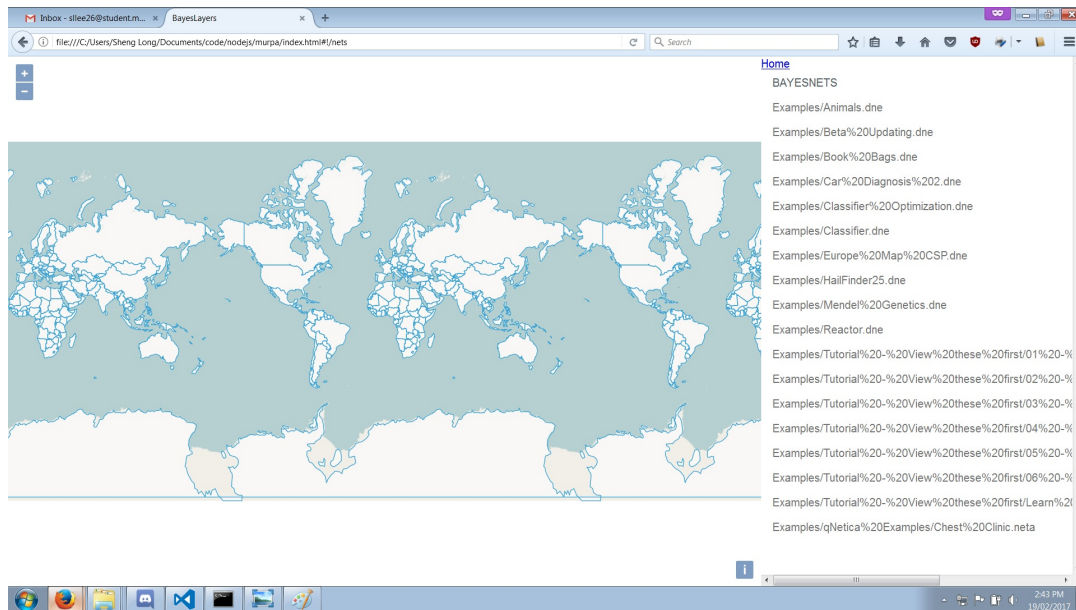 Inbox - sllee26@student.m...
BayesLayers
file:///C:/Users/Sheng Long/Documents/code/nodejs/murpa/index.html#!/nets
Search
+
−
Home
BAYESNETS
Examples/Animals.dne
Examples/Beta%20Updating.dne
Examples/Book%20Bags.dne
Examples/Car%20Diagnosis%202.dne
Examples/Classifier%20Optimization.dne
Examples/Classifier.dne
Examples/Europe%20Map%20CSP.dne
Examples/HailFinder25.dne
Examples/Mendel%20Genetics.dne
Examples/Reactor.dne
Examples/Tutorial%20-%20View%20these%20first/01%20-%
Examples/Tutorial%20-%20View%20these%20first/02%20-%
Examples/Tutorial%20-%20View%20these%20first/03%20-%
Examples/Tutorial%20-%20View%20these%20first/04%20-%
Examples/Tutorial%20-%20View%20these%20first/05%20-%
Examples/Tutorial%20-%20View%20these%20first/06%20-%
Examples/Tutorial%20-%20View%20these%20first/Learn%20
Examples/qNetica%20Examples/Chest%20Clinic.neta
i
2:43 PM
19/02/2017